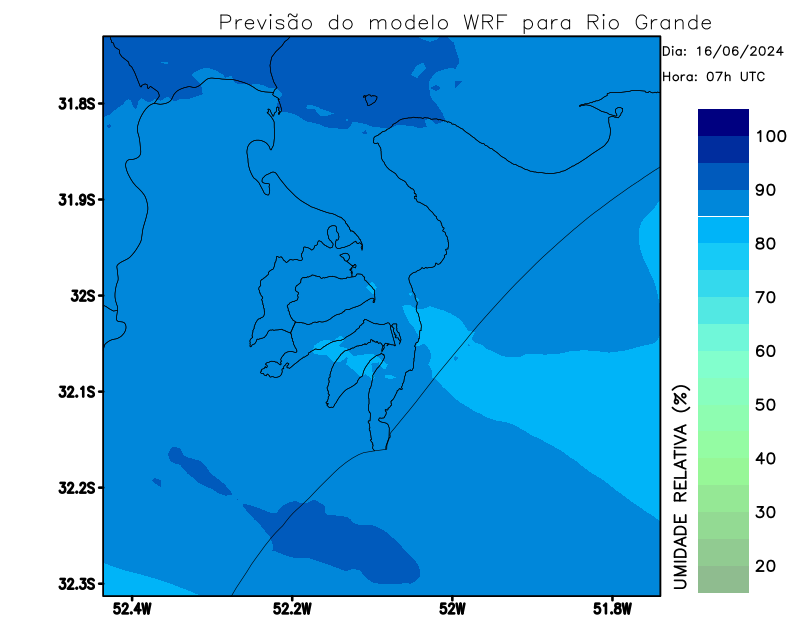 Previsão do modelo WRF para Rio Grande
Dia: 16/06/2024
Hora: 07h UTC
31.8S
31.9S
32S
32.1S
32.2S
32.3S
52.4W
52.2W
52W
51.8W
UMIDADE RELATIVA (%)
100
90
80
70
60
50
40
30
20